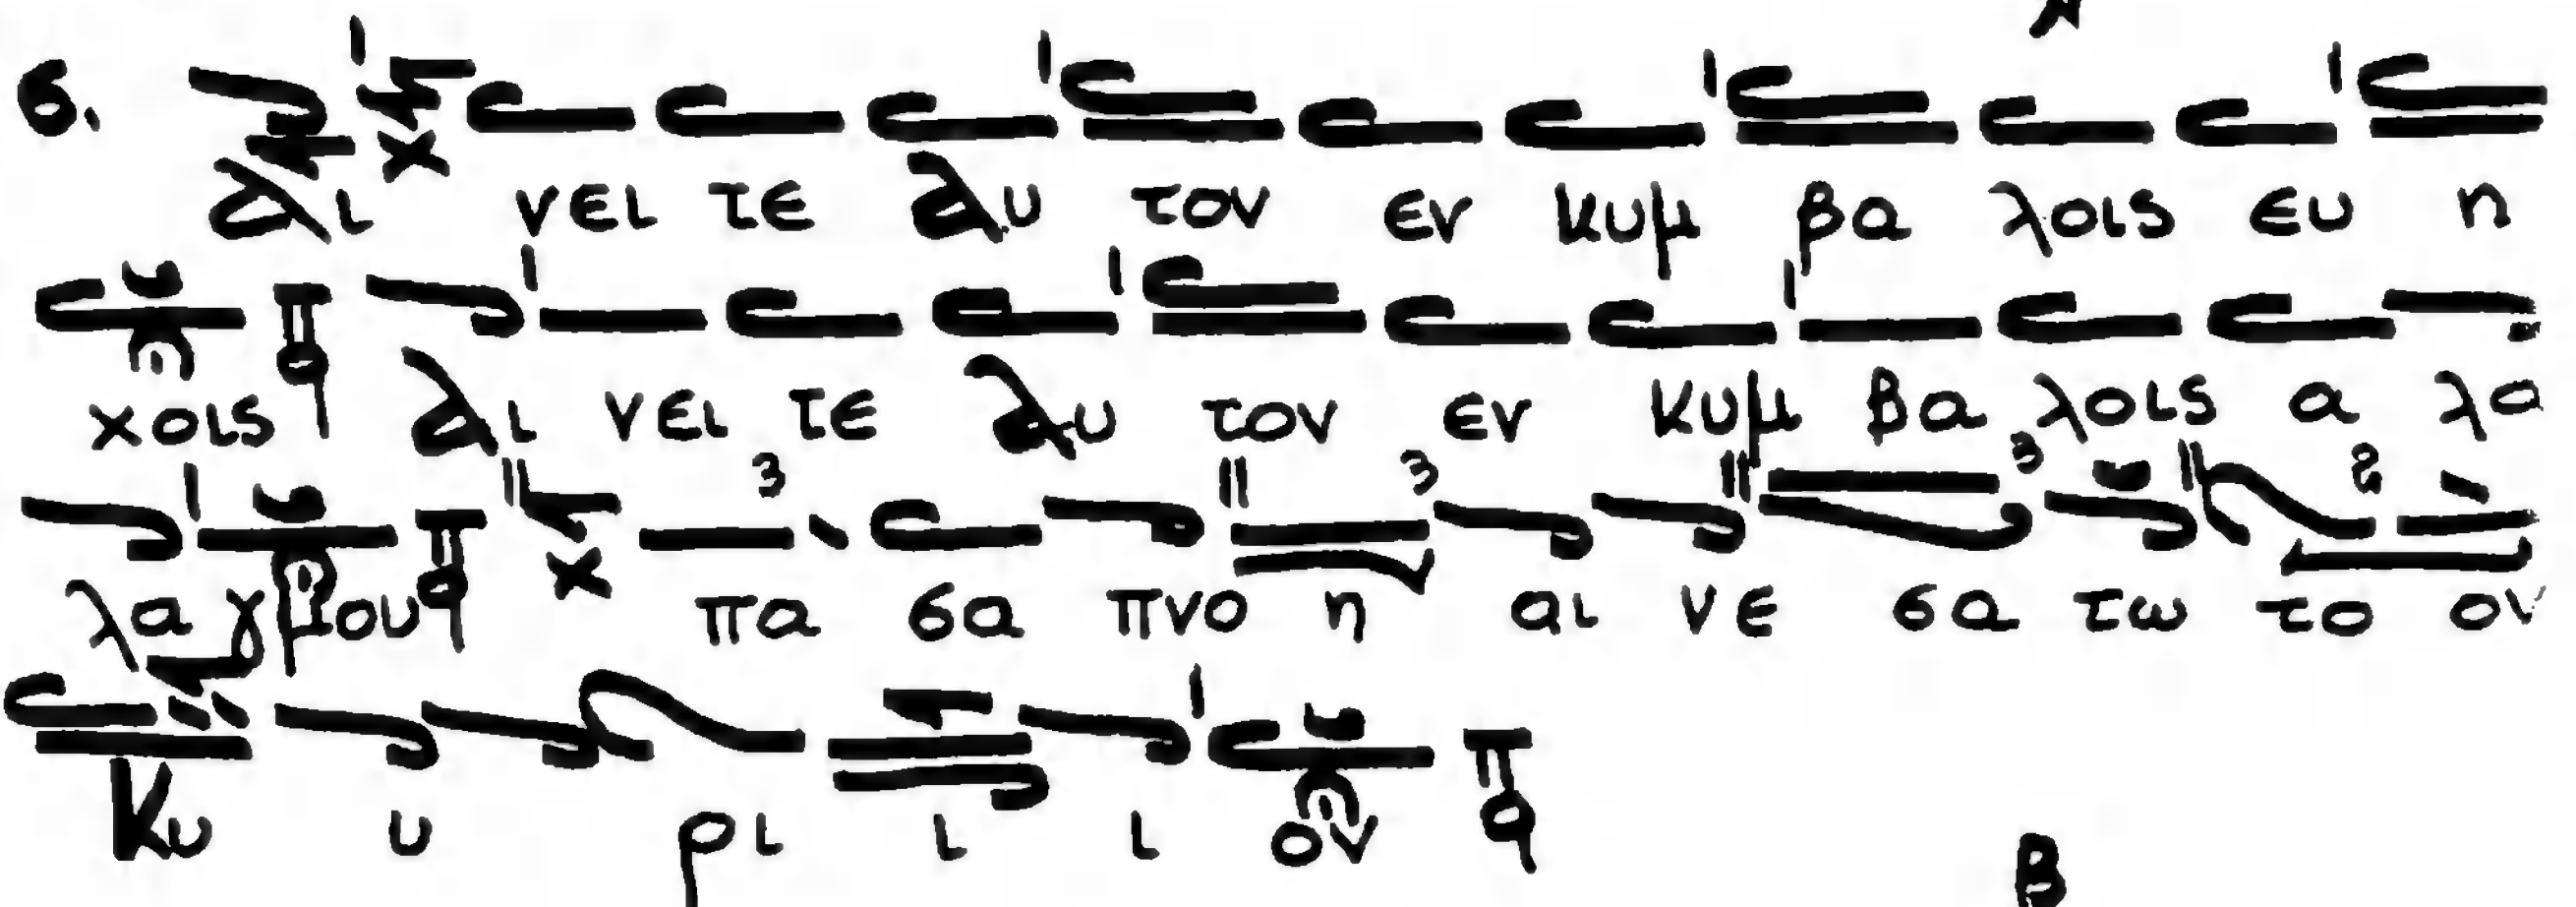 6. αι χ νει τε αυ τον εν κυμ βα λοις ευ η
χοις π q αι νει τε αυ τον εν κυμ βα λοις α λα
λα γμου π q χ πα σα πνο η αι νε σα τω το ον
Κυ υ ρι ι ι ον π q
β